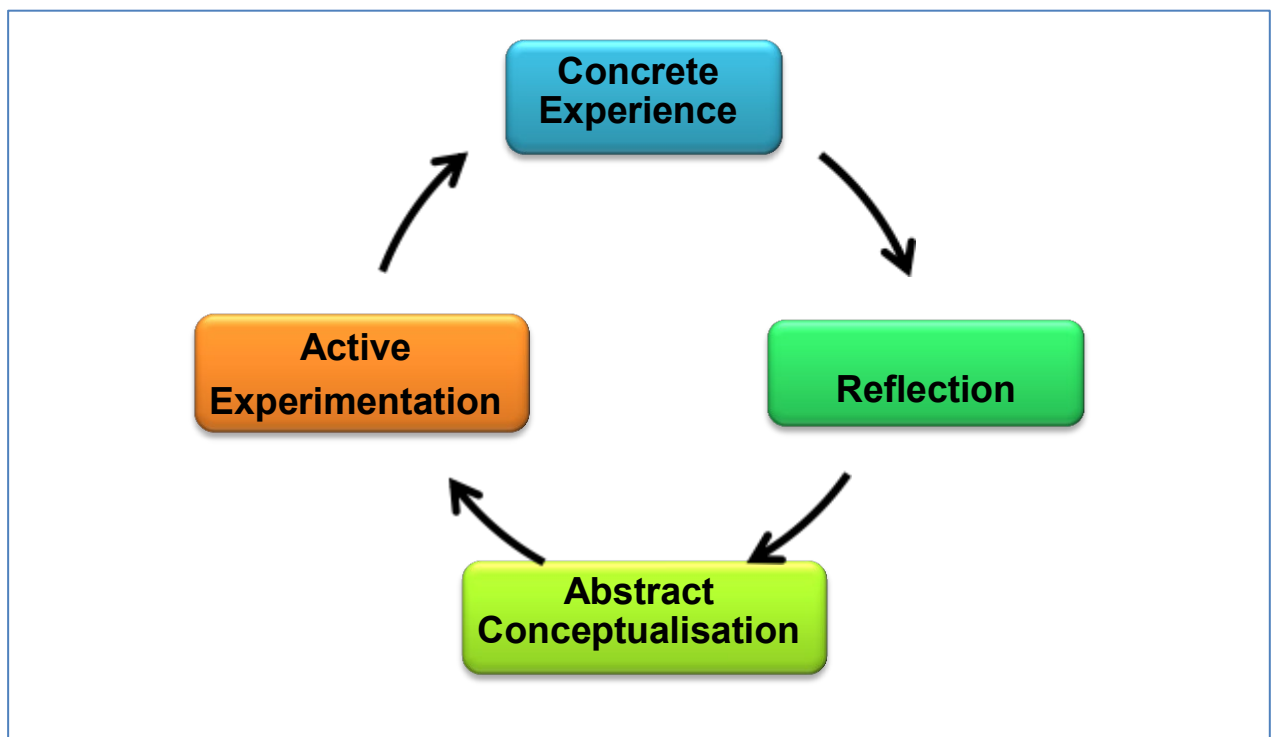 Concrete
Experience
Active
Experimentation
Reflection
Abstract
Conceptualisation